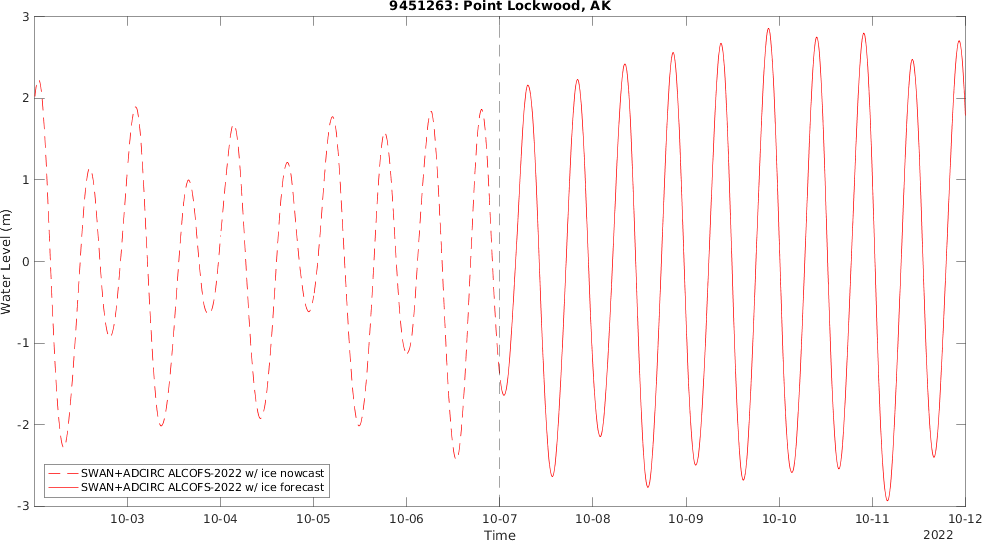 9451263: Point Lockwood, AK
3
2
1
0
-1
-2
-3
Water Level (m)
SWAN+ADCIRC ALCOFS-2022 w/ ice nowcast
SWAN+ADCIRC ALCOFS-2022 w/ ice forecast
10-03 10-04 10-05 10-06 10-07 10-08 10-09 10-10 10-11 10-12
Time
2022